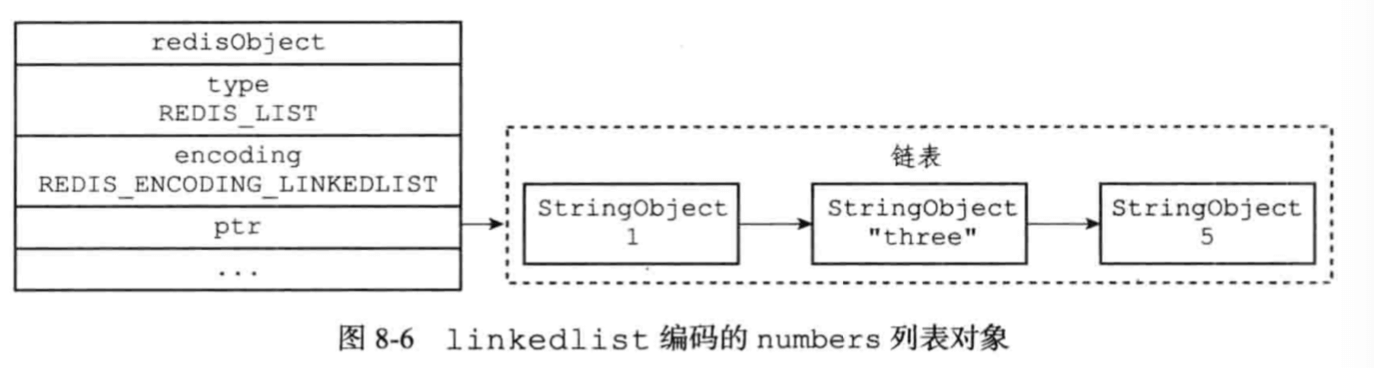 redisObject
type
REDIS_LIST
encoding
REDIS_ENCODING_LINKEDLIST
ptr
...
链表
StringObject
1
StringObject
"three"
StringObject
5
图 8-6 linkedlist 编码的 numbers 列表对象